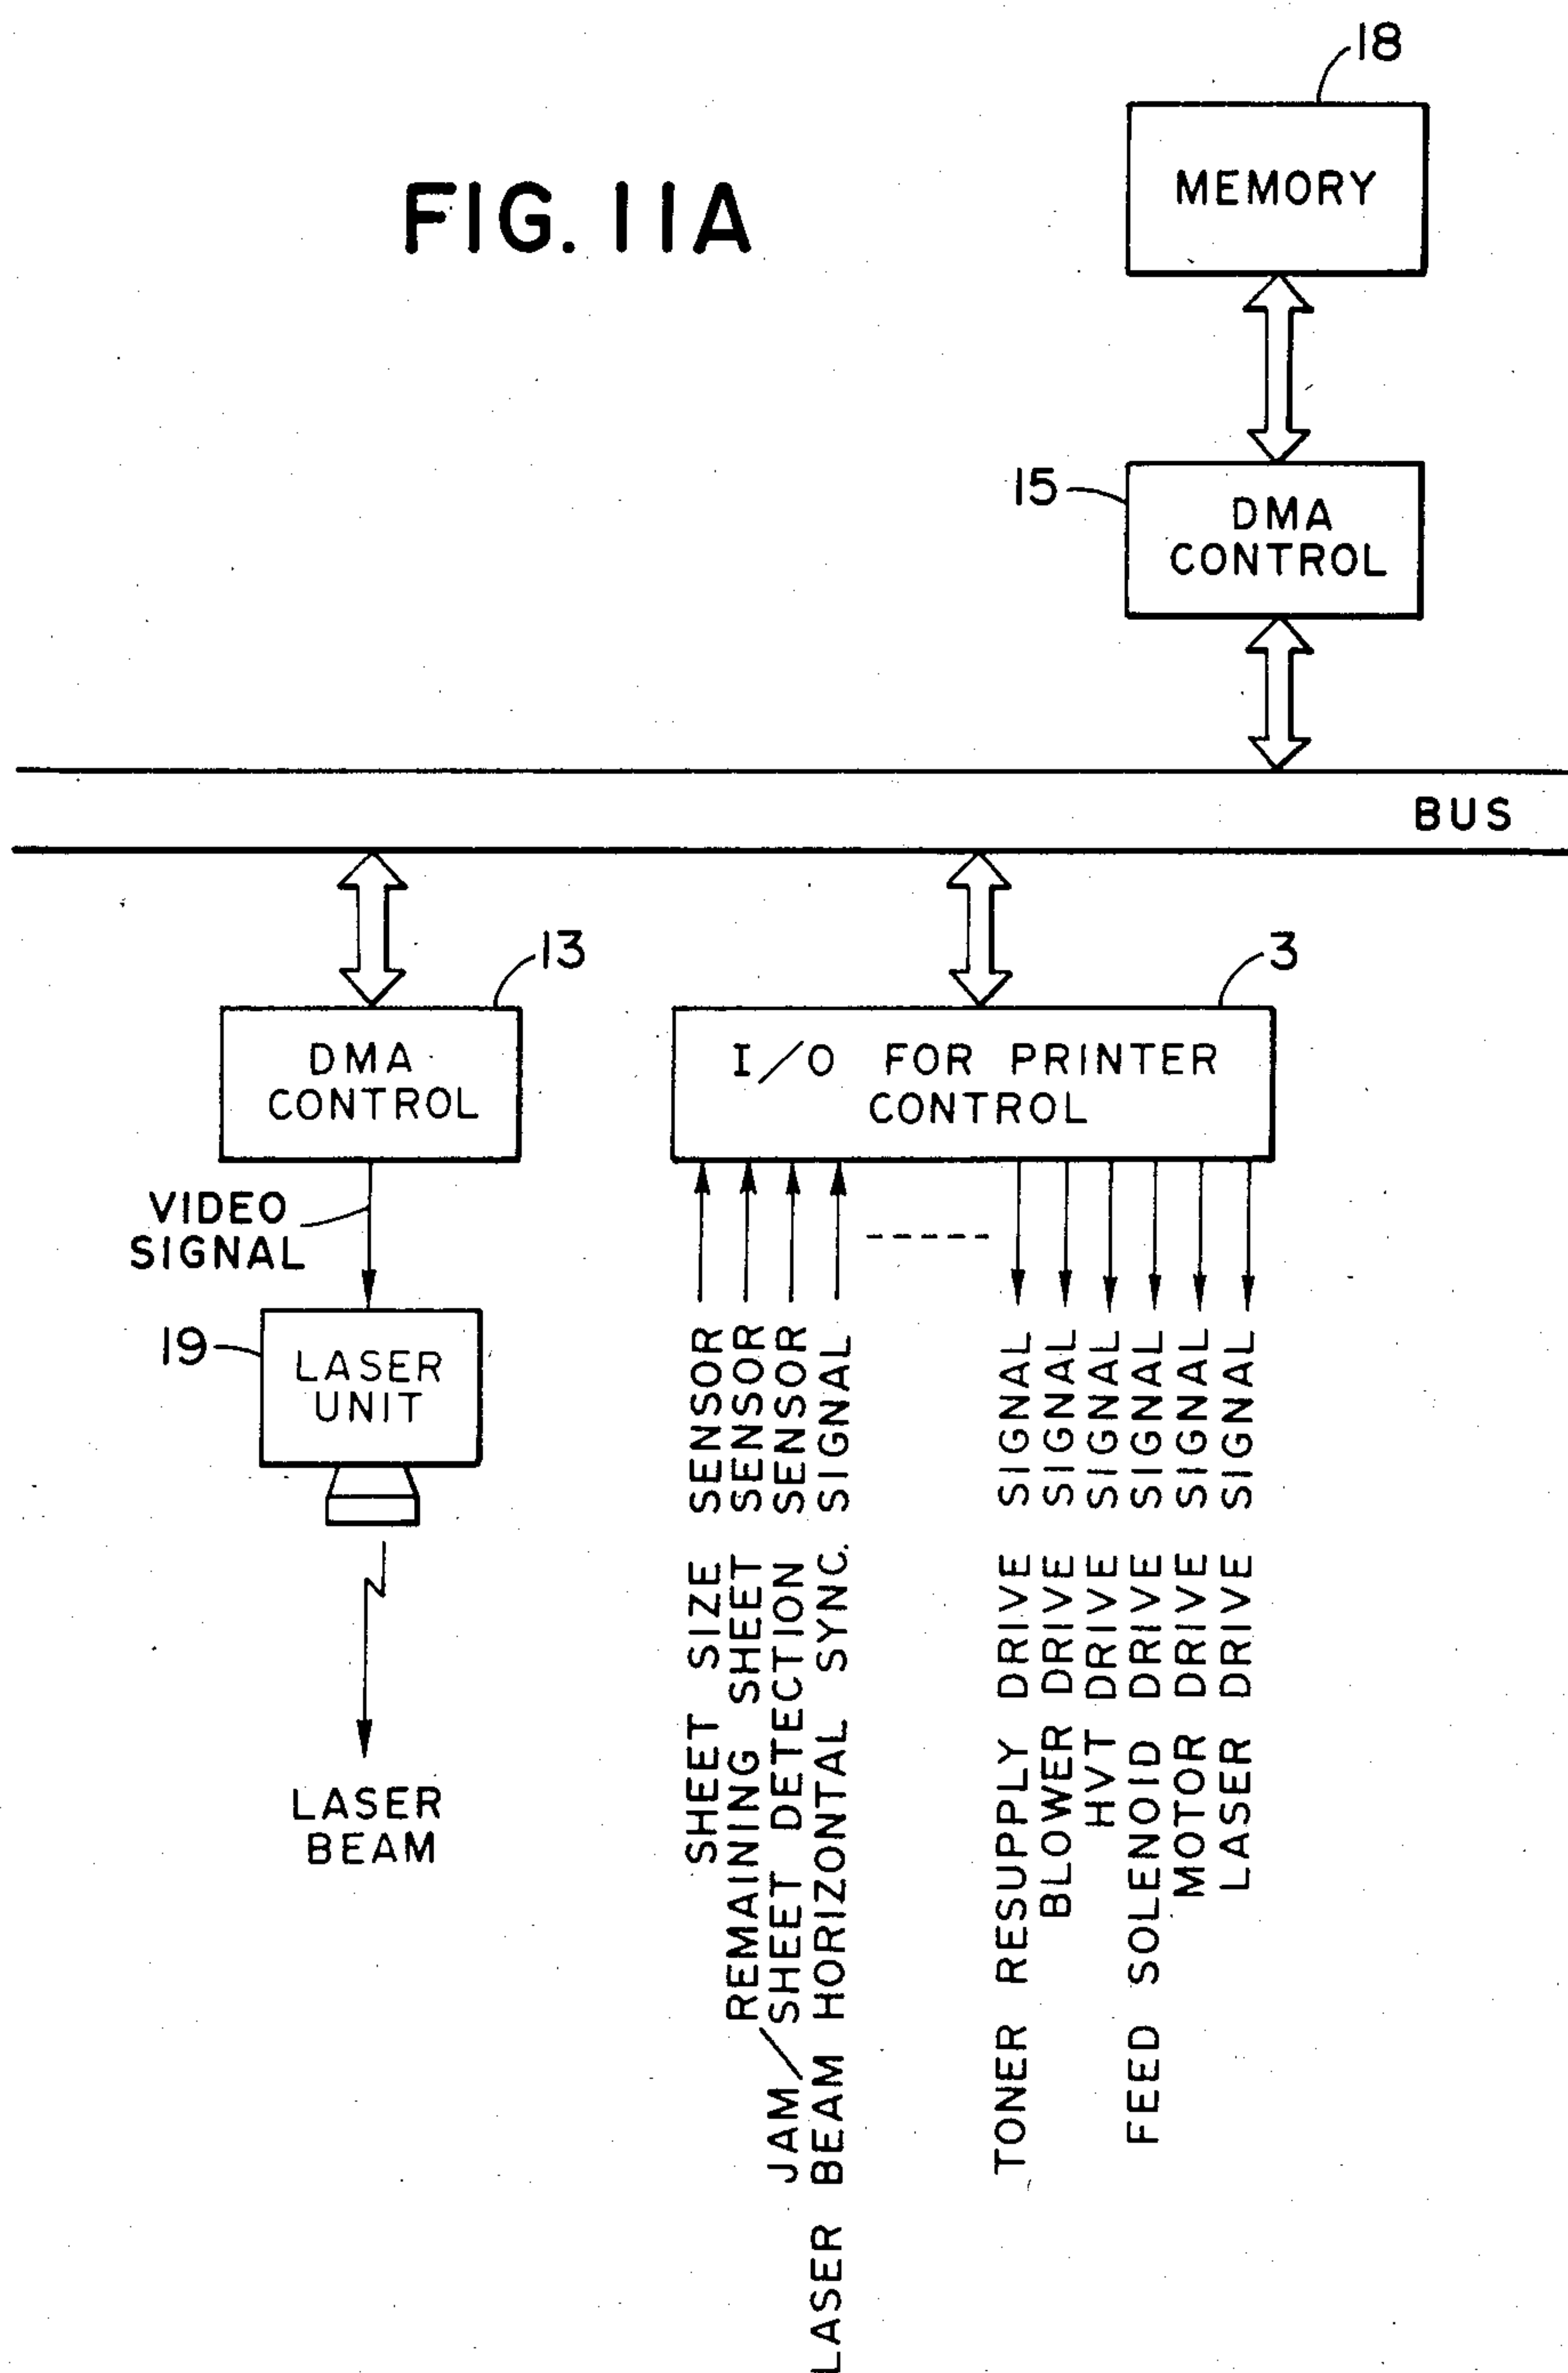 18
MEMORY
FIG. 11A
15
DMA
CONTROL
BUS
13
DMA
CONTROL
3
I/O FOR PRINTER
CONTROL
VIDEO
SIGNAL
19
LASER
UNIT
LASER
BEAM
SHEET SIZE SENSOR
REMAINING SHEET SENSOR
JAM/SHEET DETECTION SENSOR
LASER BEAM HORIZONTAL SYNC. SIGNAL
TONER RESUPPLY DRIVE SIGNAL
BLOWER DRIVE SIGNAL
HVT DRIVE SIGNAL
FEED SOLENOID DRIVE SIGNAL
MOTOR DRIVE SIGNAL
LASER DRIVE SIGNAL